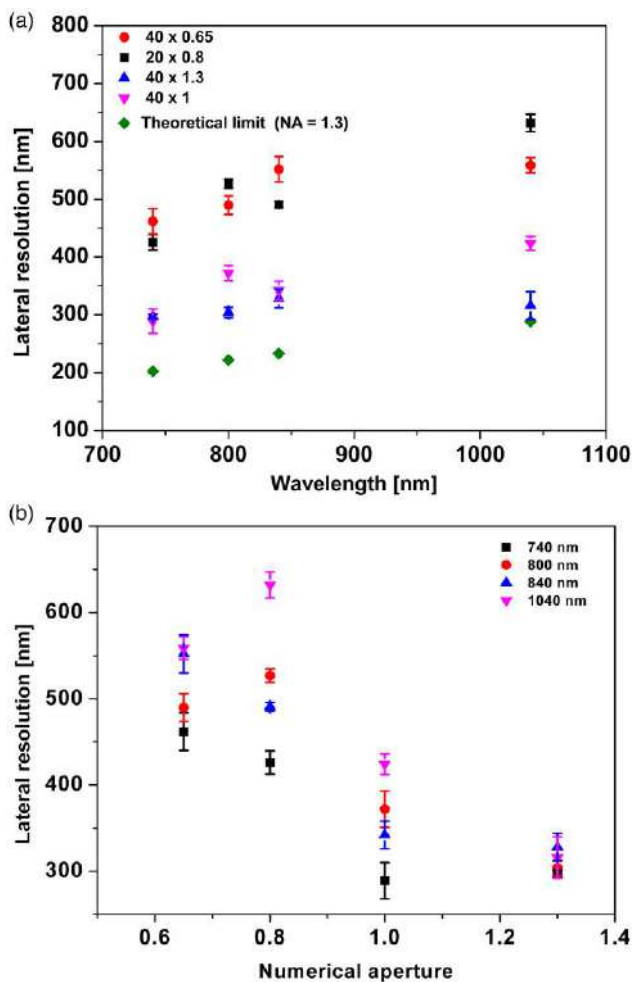 (a)
800
700
600
500
400
300
200
100
Lateral resolution [nm]
40 x 0.65
20 x 0.8
40 x 1.3
40 x 1
Theoretical limit (NA = 1.3)
700
800
900
1000
1100
Wavelength [nm]
(b)
700
600
500
400
300
Lateral resolution [nm]
740 nm
800 nm
840 nm
1040 nm
0.6
0.8
1.0
1.2
1.4
Numerical aperture